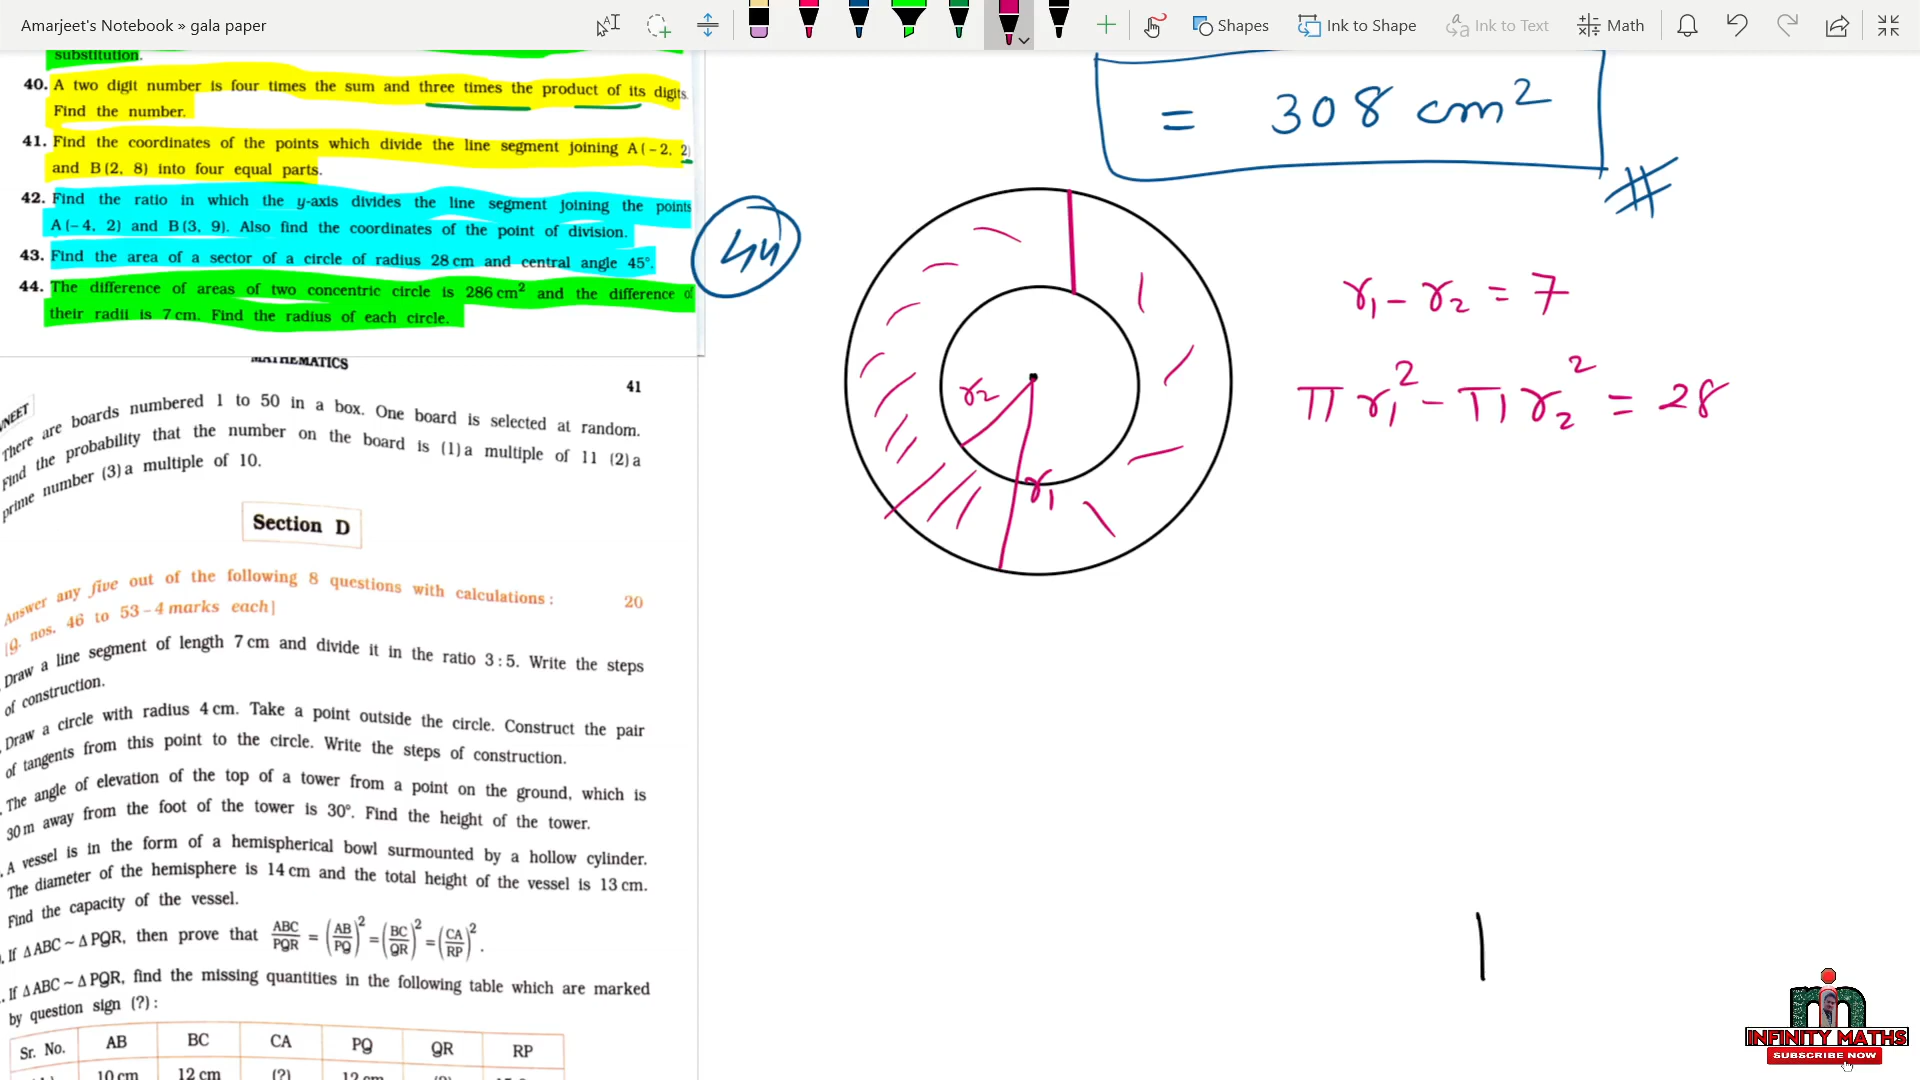 Amarjeet's Notebook » gala paper
Shapes
Ink to Shape
Ink to Text
Math
substitution.
40. A two digit number is four times the sum and three times the product of its digits.
Find the number.
41. Find the coordinates of the points which divide the line segment joining A(-2, 2)
and B(2, 8) into four equal parts.
42. Find the ratio in which the y-axis divides the line segment joining the points
A(-4, 2) and B(3, 9). Also find the coordinates of the point of division.
43. Find the area of a sector of a circle of radius 28 cm and central angle 45°.
44. The difference of areas of two concentric circle is 286 cm² and the difference of
their radii is 7 cm. Find the radius of each circle.
MATHEMATICS
41
There are boards numbered 1 to 50 in a box. One board is selected at random.
Find the probability that the number on the board is (1) a multiple of 11 (2) a
prime number (3) a multiple of 10.
Section D
Answer any five out of the following 8 questions with calculations : 20
[Q. nos. 46 to 53 – 4 marks each]
Draw a line segment of length 7 cm and divide it in the ratio 3 : 5. Write the steps
of construction.
Draw a circle with radius 4 cm. Take a point outside the circle. Construct the pair
of tangents from this point to the circle. Write the steps of construction.
The angle of elevation of the top of a tower from a point on the ground, which is
30 m away from the foot of the tower is 30°. Find the height of the tower.
A vessel is in the form of a hemispherical bowl surmounted by a hollow cylinder.
The diameter of the hemisphere is 14 cm and the total height of the vessel is 13 cm.
Find the capacity of the vessel.
If Δ ABC ~ Δ PQR, then prove that ABC/PQR = (AB/PQ)² = (BC/QR)² = (CA/RP)².
If Δ ABC ~ Δ PQR, find the missing quantities in the following table which are marked
by question sign (?) :
Sr. No. AB BC CA PQ QR RP
10 cm 12 cm (?) 12 cm
= 308 cm²
44
r₂
r₁
r₁ - r₂ = 7
πr₁² - πr₂² = 28
INFINITY MATHS
SUBSCRIBE NOW